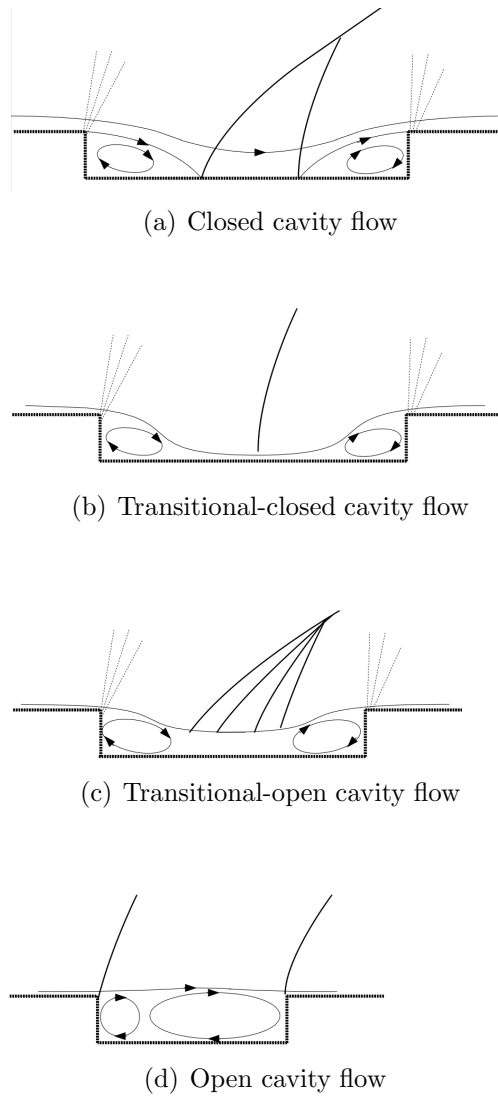 (a) Closed cavity flow
(b) Transitional-closed cavity flow
(c) Transitional-open cavity flow
(d) Open cavity flow